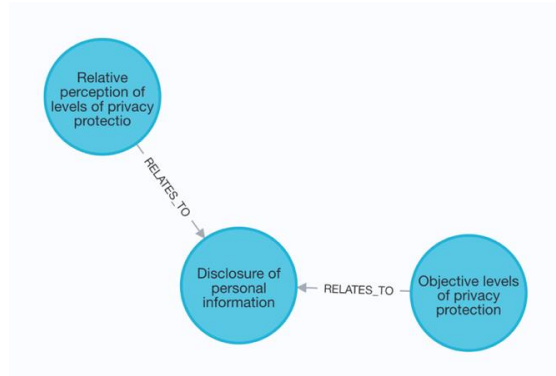 Relative
perception of
levels of privacy
protectio
RELATES_TO
Disclosure of
personal
information
RELATES_TO
Objective levels
of privacy
protection